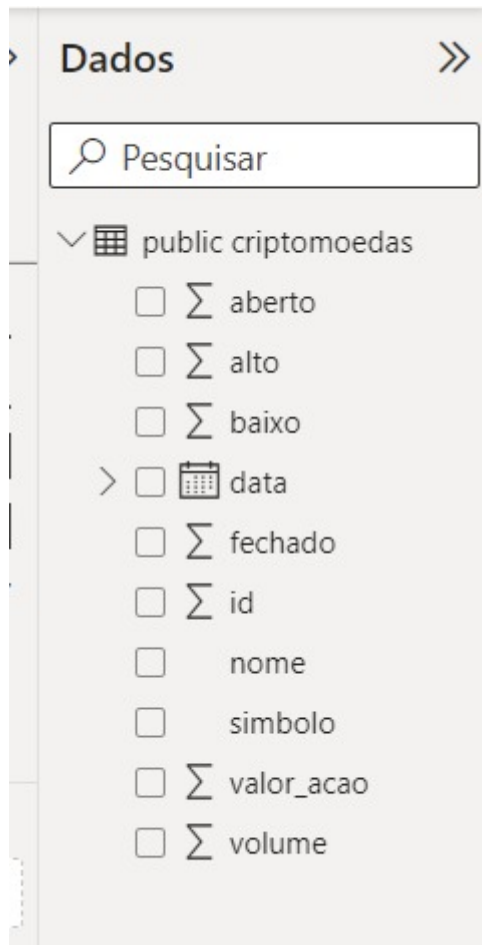 Dados
Pesquisar
public criptomoedas
aberto
alto
baixo
data
fechado
id
nome
simbolo
valor_acao
volume